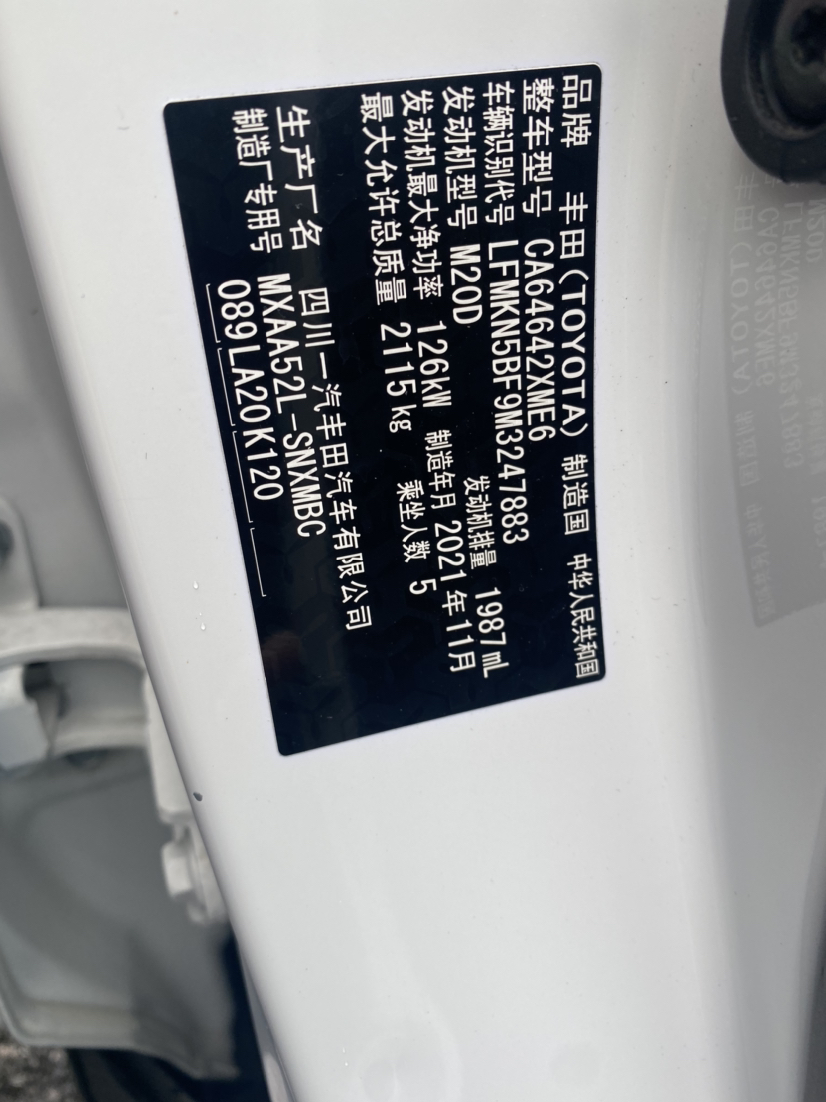 品牌 丰田(TOYOTA) 制造国 中华人民共和国
整车型号 CA64642XME6
车辆识别代号 LFMKN5BF9M3247883 发动机排量 1987mL
发动机型号 M20D 制造年月 2021年11月
发动机最大净功率 126kW 乘坐人数 5
最大允许总质量 2115kg
生产厂名 四川一汽丰田汽车有限公司
制造厂专用号 MXAA52L-SNXMBC
089LA20K120